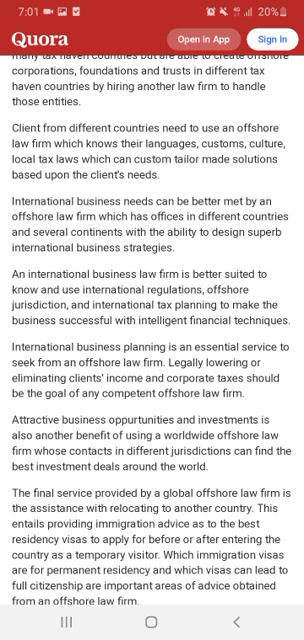 7:01
20%
Quora
Open in App
Sign In
many tax haven countries but are able to create offshore
corporations, foundations and trusts in different tax
haven countries by hiring another law firm to handle
those entities.
Client from different countries need to use an offshore
law firm which knows their languages, customs, culture,
local tax laws which can custom tailor made solutions
based upon the client's needs.
International business needs can be better met by an
offshore law firm which has offices in different countries
and several continents with the ability to design superb
international business strategies.
An international business law firm is better suited to
know and use international regulations, offshore
jurisdiction, and international tax planning to make the
business successful with intelligent financial techniques.
International business planning is an essential service to
seek from an offshore law firm. Legally lowering or
eliminating clients' income and corporate taxes should
be the goal of any competent offshore law firm.
Attractive business oppurtunities and investments is
also another benefit of using a worldwide offshore law
firm whose contacts in different jurisdictions can find the
best investment deals around the world.
The final service provided by a global offshore law firm is
the assistance with relocating to another country. This
entails providing immigration advice as to the best
residency visas to apply for before or after entering the
country as a temporary visitor. Which immigration visas
are for permanent residency and which visas can lead to
full citizenship are important areas of advice obtained
from an offshore law firm.